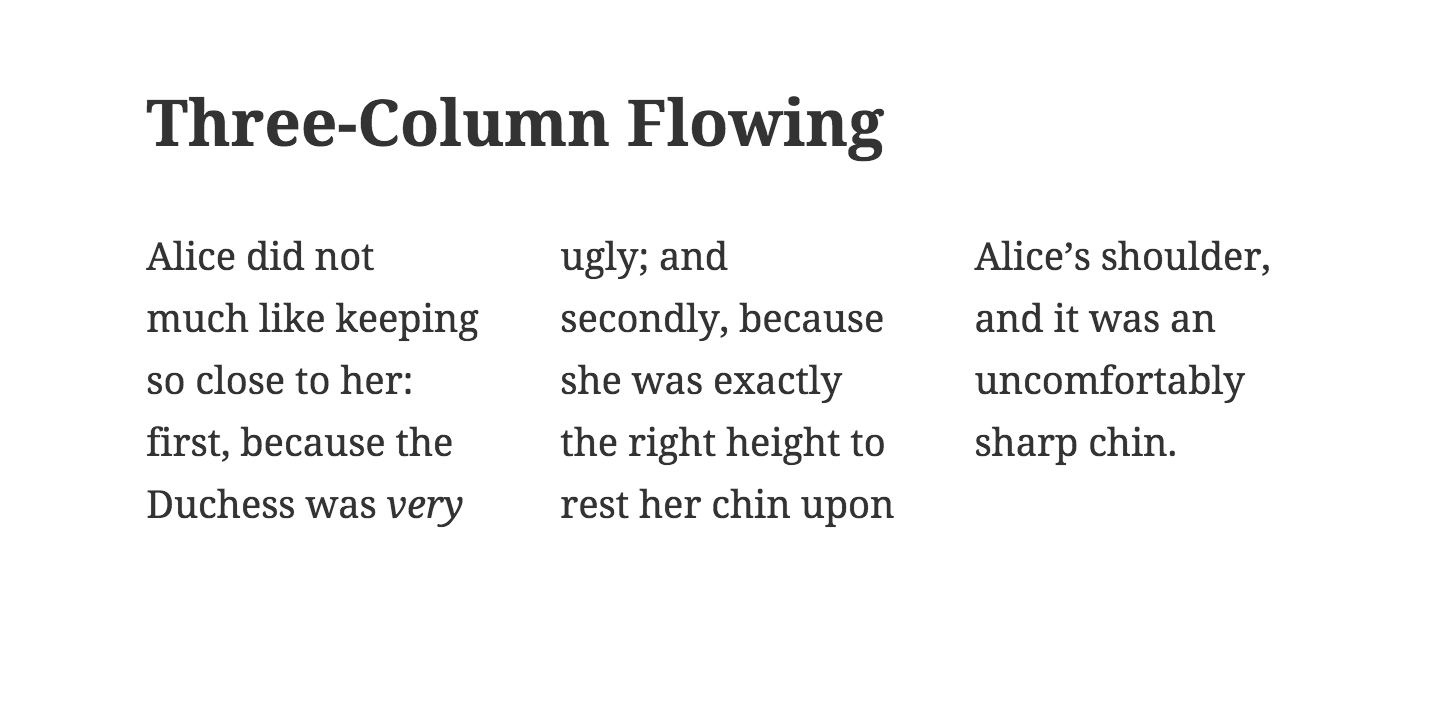 Three-Column Flowing
Alice did not
much like keeping
so close to her:
first, because the
Duchess was very
ugly; and
secondly, because
she was exactly
the right height to
rest her chin upon
Alice’s shoulder,
and it was an
uncomfortably
sharp chin.